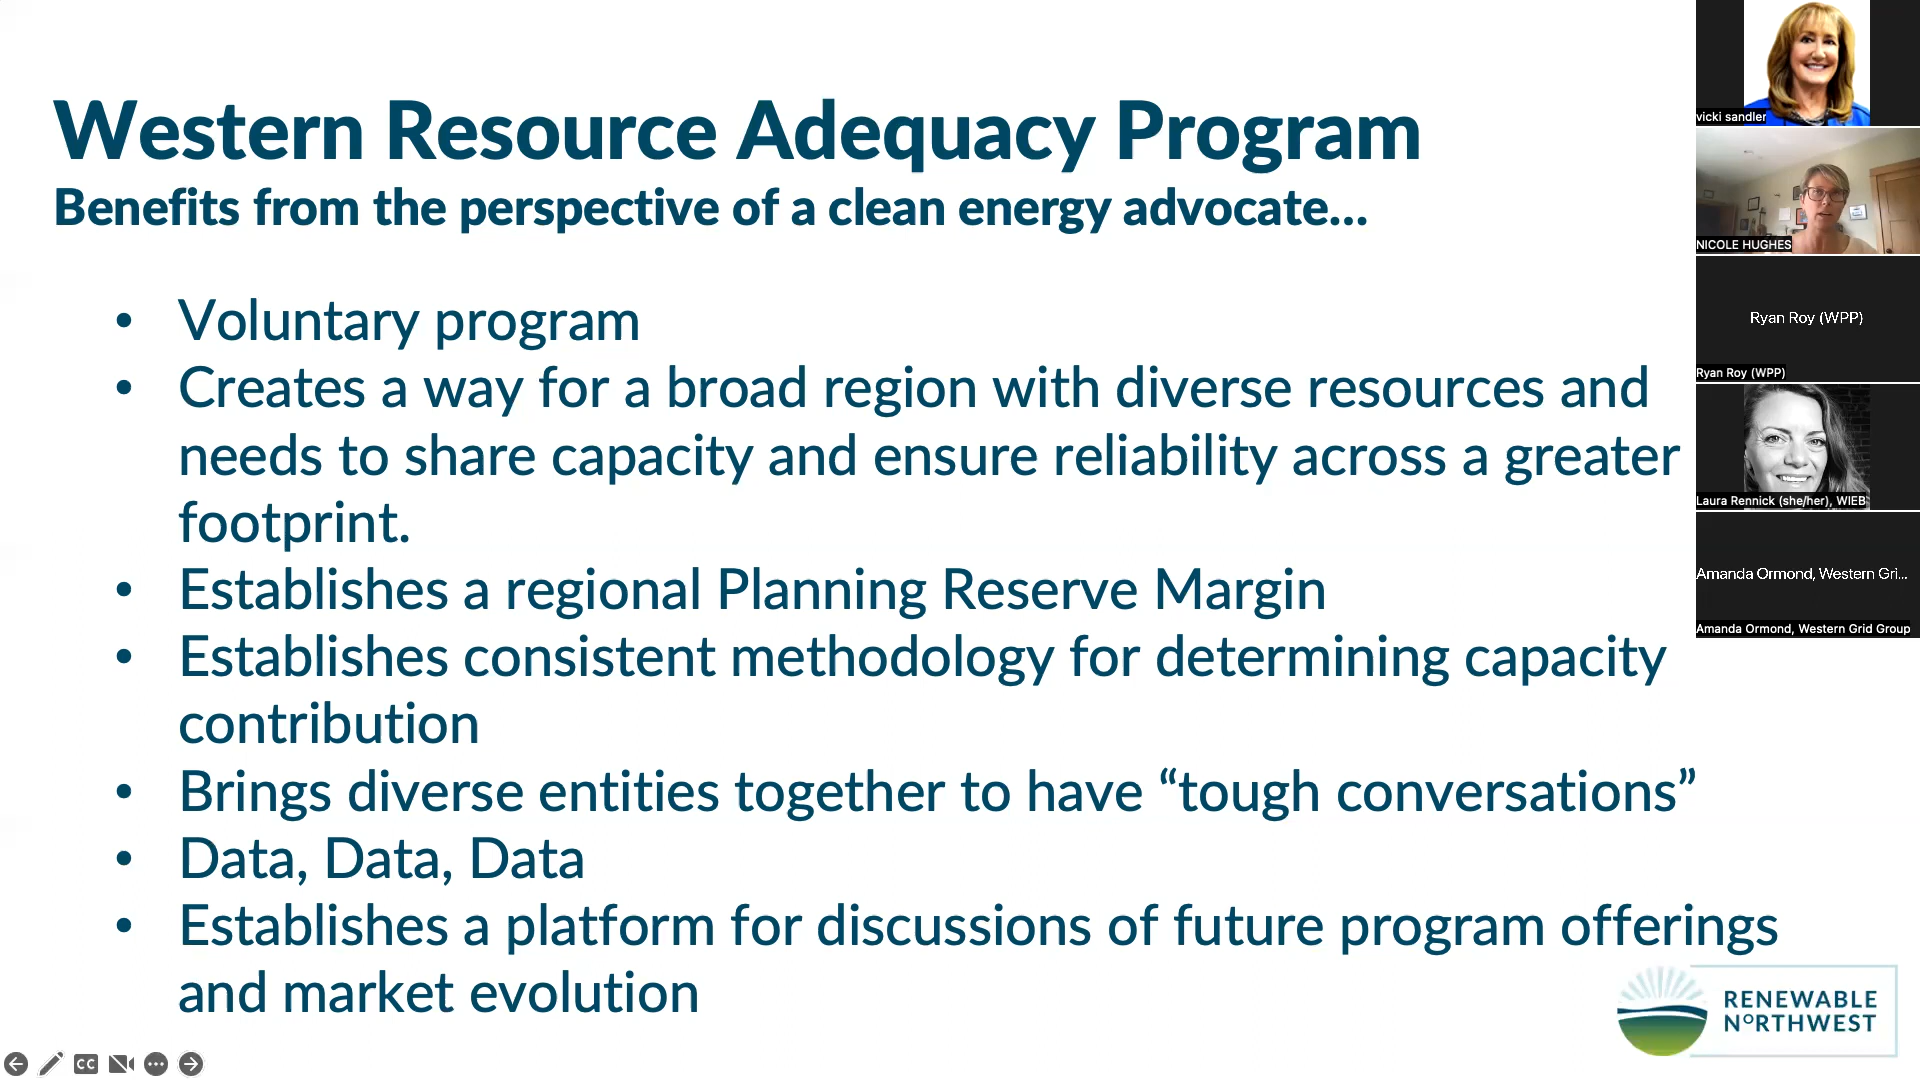 Western Resource Adequacy Program
Benefits from the perspective of a clean energy advocate...
• Voluntary program
• Creates a way for a broad region with diverse resources and
needs to share capacity and ensure reliability across a greater
footprint.
• Establishes a regional Planning Reserve Margin
• Establishes consistent methodology for determining capacity
contribution
• Brings diverse entities together to have “tough conversations”
• Data, Data, Data
• Establishes a platform for discussions of future program offerings
and market evolution
RENEWABLE
NORTHWEST
CC
vicki sandler
NICOLE HUGHES
Ryan Roy (WPP)
Ryan Roy (WPP)
Laura Rennick (she/her), WIEB
Amanda Ormond, Western Gri...
Amanda Ormond, Western Grid Group